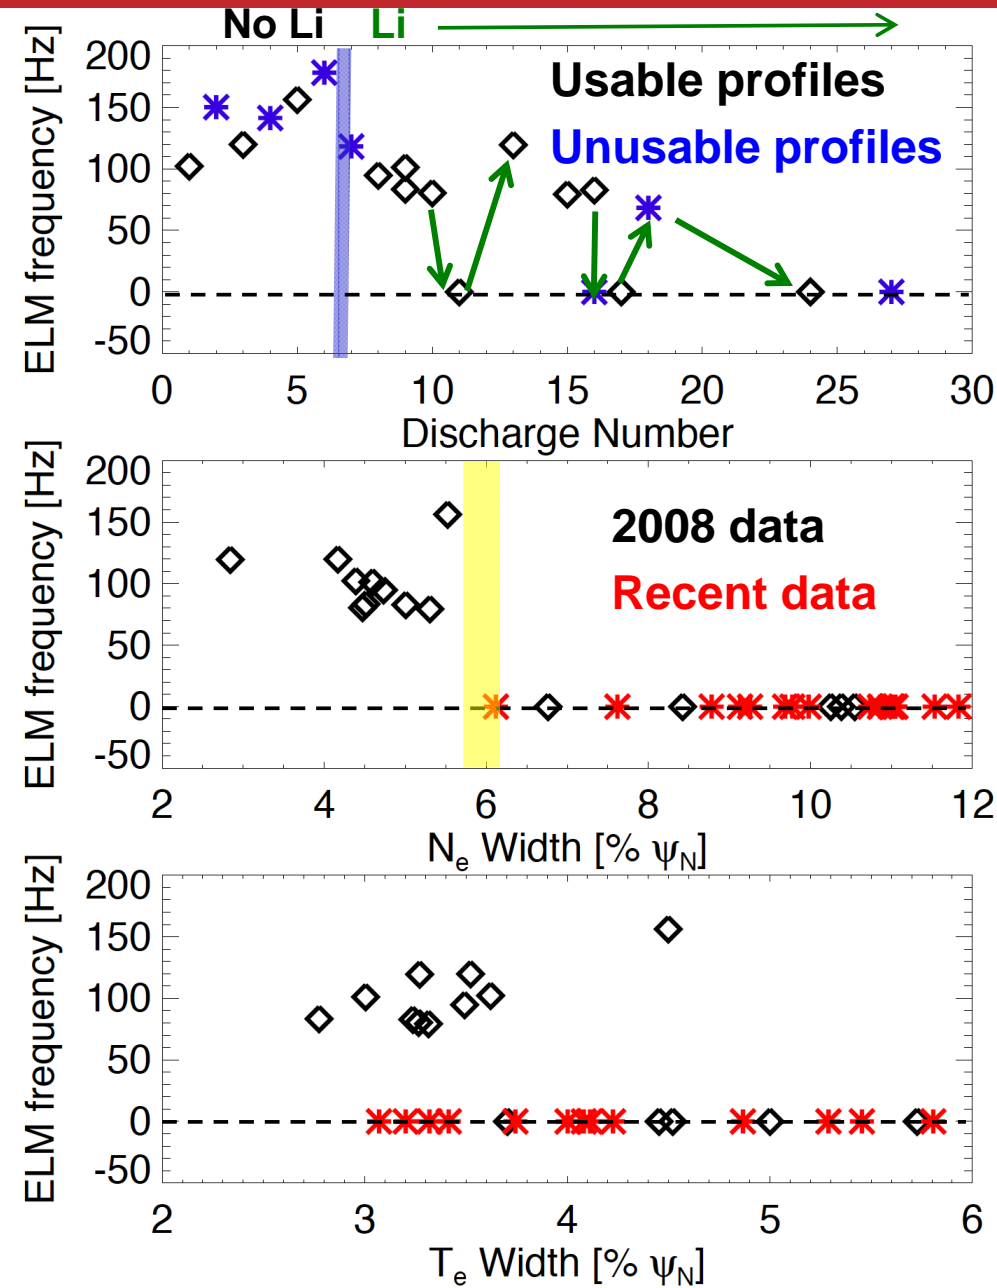 No Li Li
ELM frequency [Hz]
200
150
100
50
0
-50
Usable profiles
Unusable profiles
0 5 10 15 20 25 30
Discharge Number
ELM frequency [Hz]
200
150
100
50
0
-50
2008 data
Recent data
2 4 6 8 10 12
Ne Width [% ψN]
ELM frequency [Hz]
200
150
100
50
0
-50
2 3 4 5 6
Te Width [% ψN]